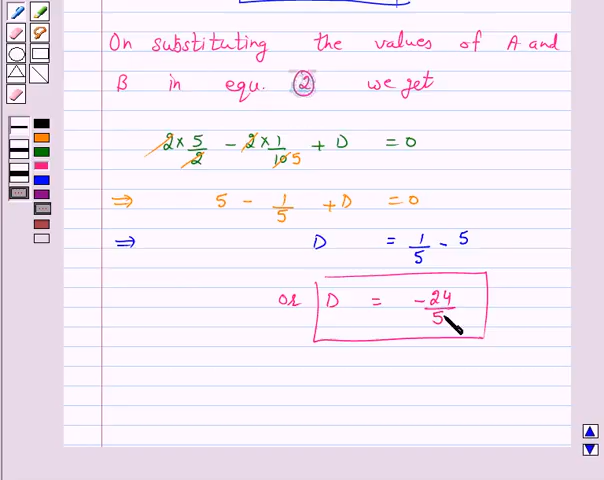 On substituting the values of A and
B in equ. ② we get
2 × 5/2 - 2 × 1/10 5 + D = 0
⇒ 5 - 1/5 + D = 0
⇒ D = 1/5 - 5
or D = -24/5